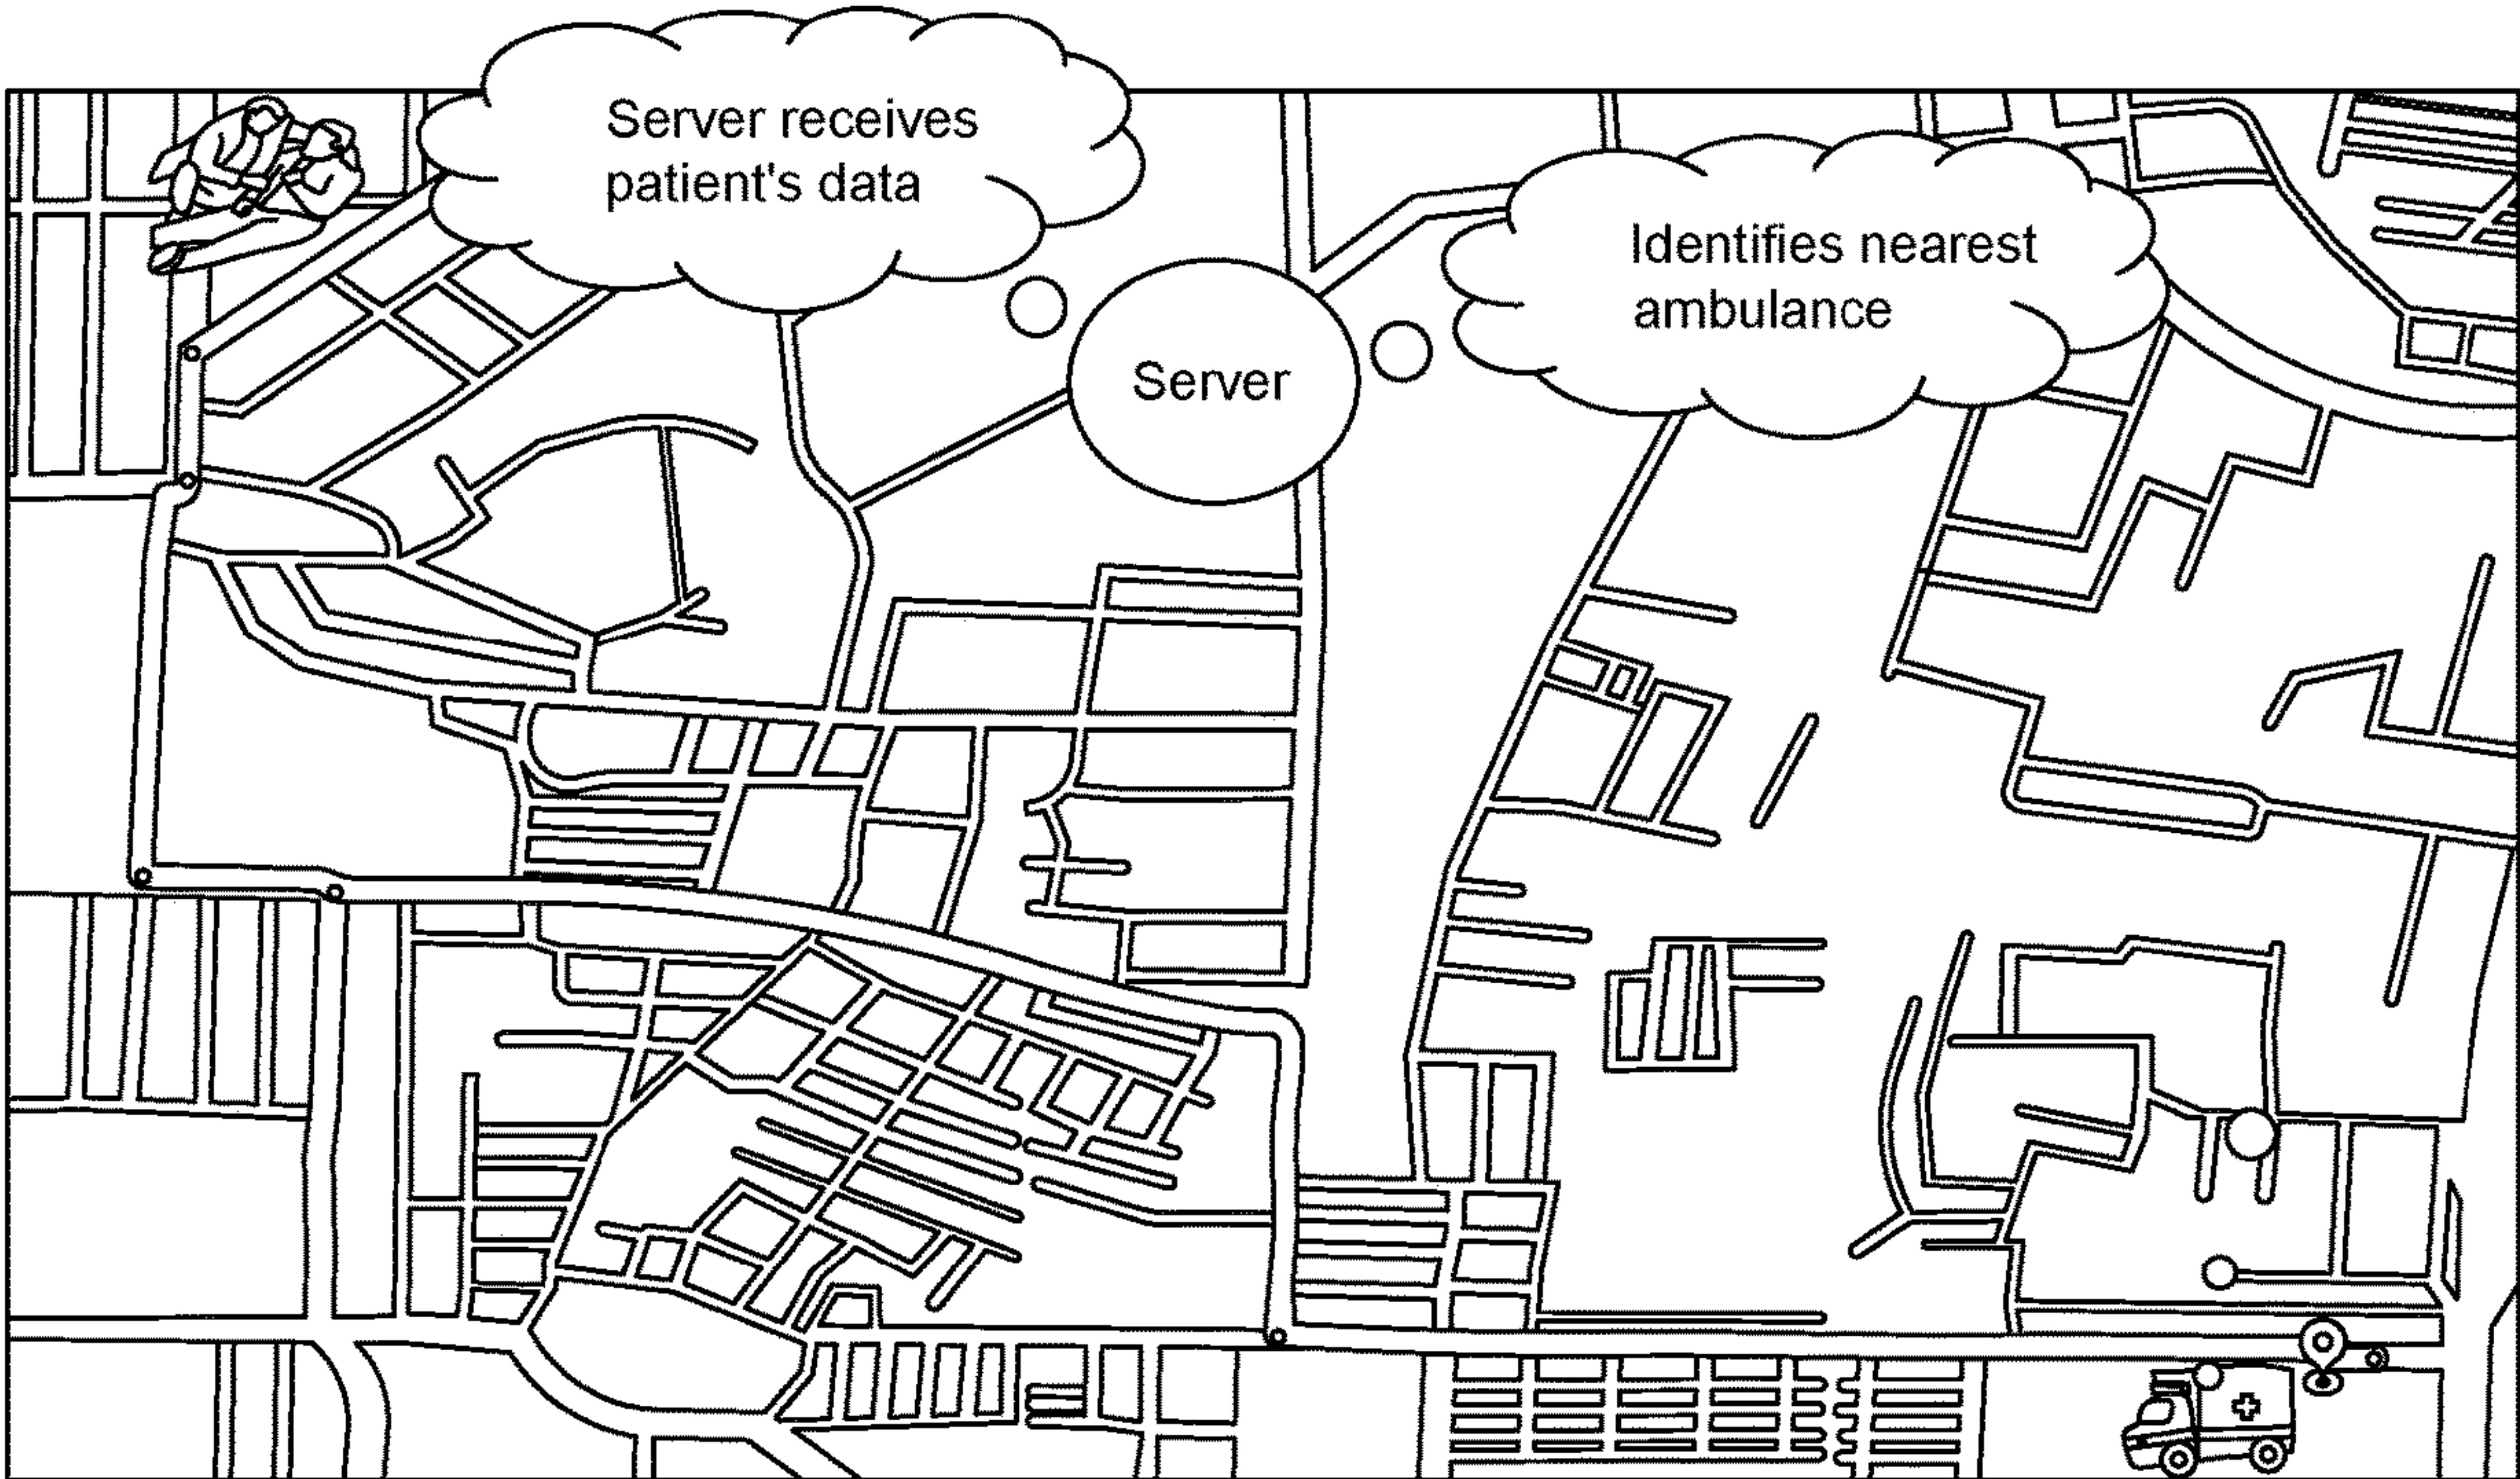 Server receives
patient's data
Identifies nearest
ambulance
Server